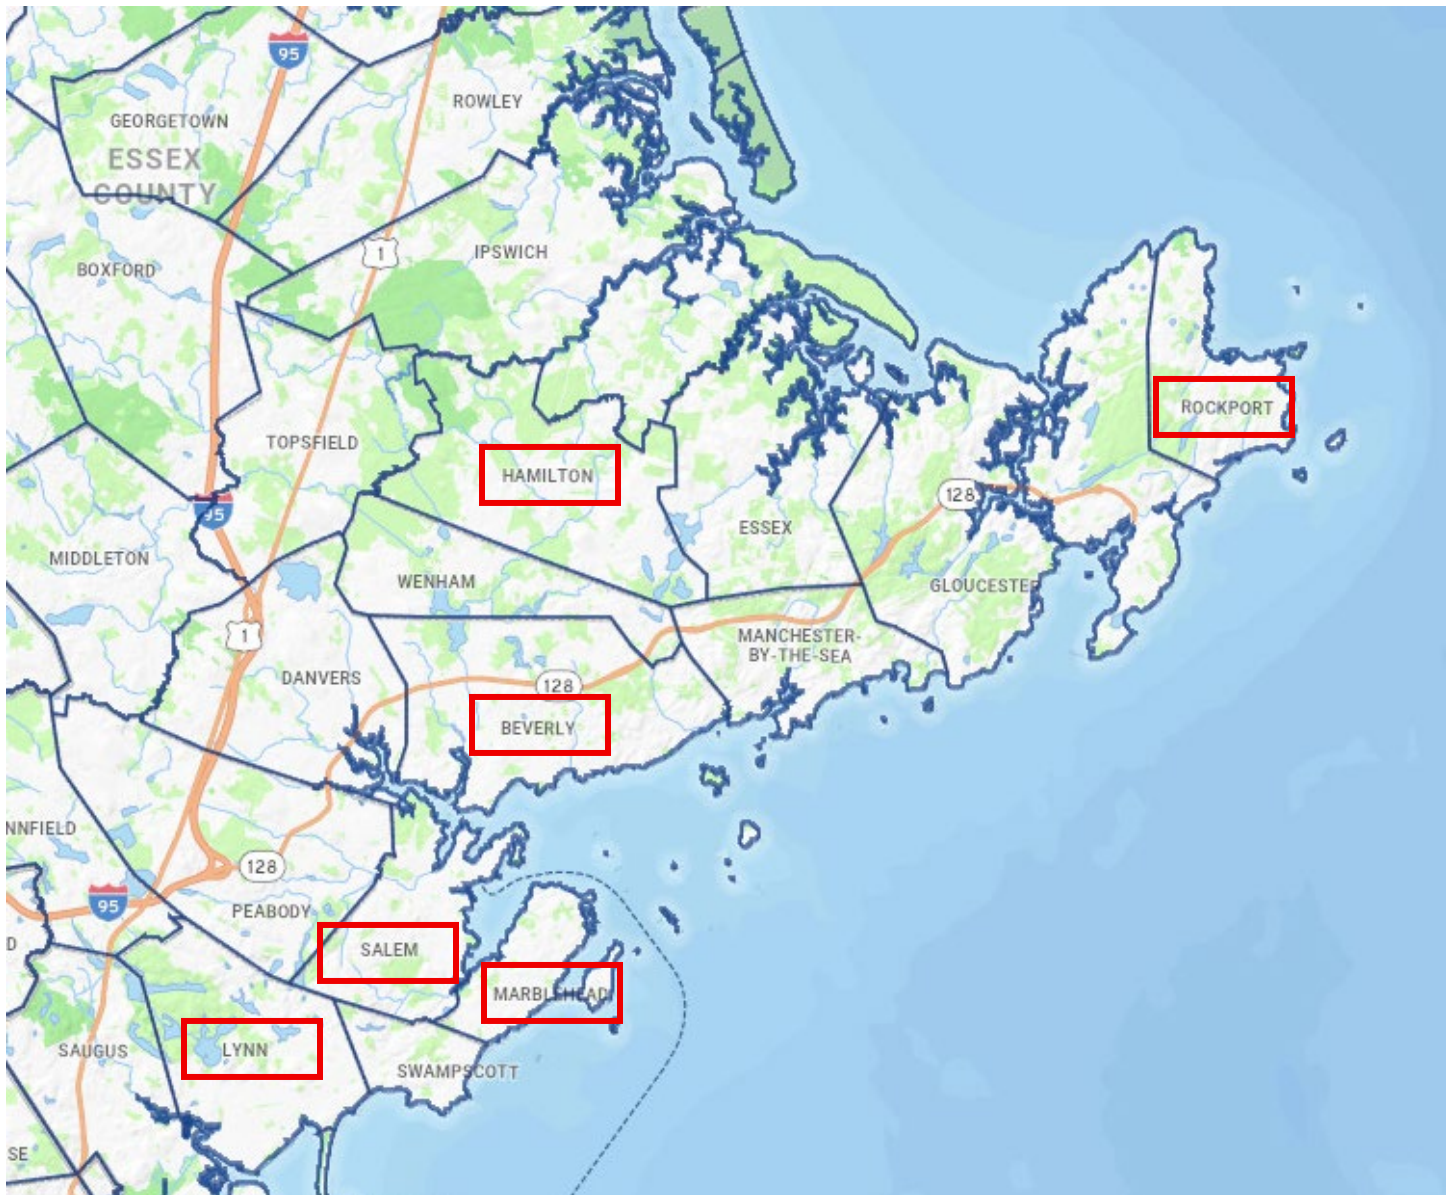 95
ROWLEY
GEORGETOWN
ESSEX
COUNTY
1
IPSWICH
BOXFORD
ROCKPORT
TOPSFIELD
HAMILTON
95
128
ESSEX
MIDDLETON
WENHAM
GLOUCESTER
1
MANCHESTER-
BY-THE-SEA
DANVERS
128
BEVERLY
NNFIELD
128
95
PEABODY
D
SALEM
MARBLEHEAD
SAUGUS
LYNN
SWAMPSCOTT
SE